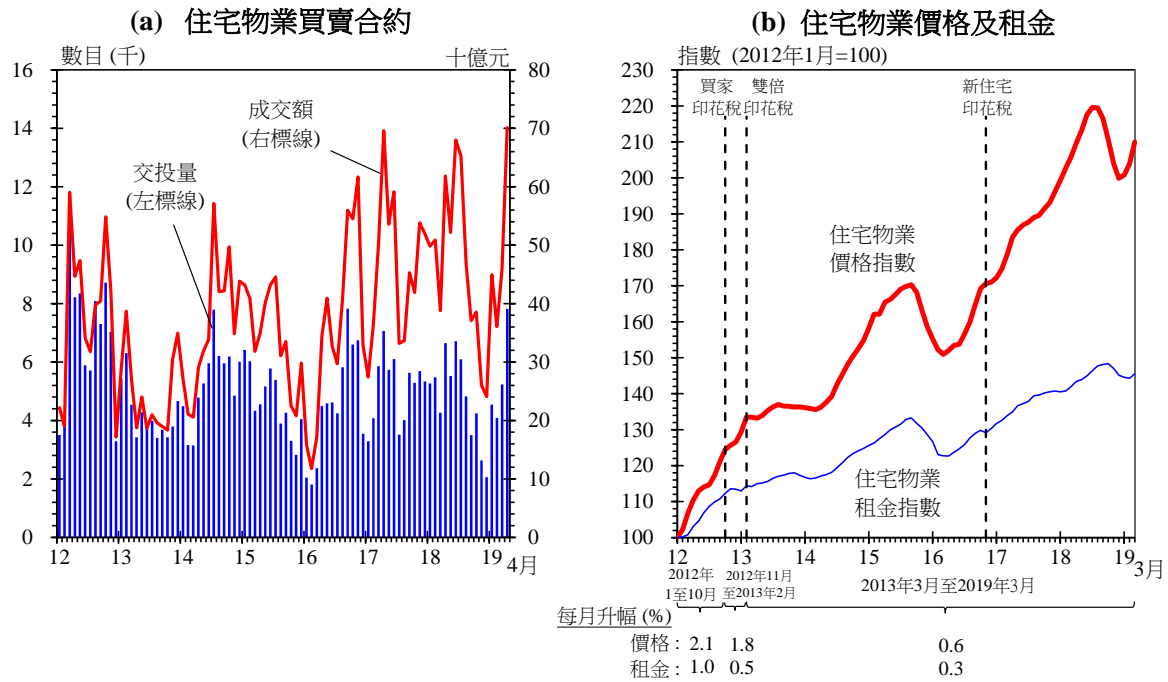 (a) 住宅物業買賣合約
數目 (千)
十億元
16
14
12
10
8
6
4
2
0
80
70
60
50
40
30
20
10
0
成交額
(右標線)
交投量
(左標線)
12 13 14 15 16 17 18 19
4月
(b) 住宅物業價格及租金
指數 (2012年1月=100)
230
220
210
200
190
180
170
160
150
140
130
120
110
100
買家
印花稅
雙倍
印花稅
新住宅
印花稅
住宅物業
價格指數
住宅物業
租金指數
12 13 14 15 16 17 18 19
3月
2012年
1至10月
2012年11月
至2013年2月
2013年3月至2019年3月
每月升幅 (%)
價格 : 2.1 1.8 0.6
租金 : 1.0 0.5 0.3